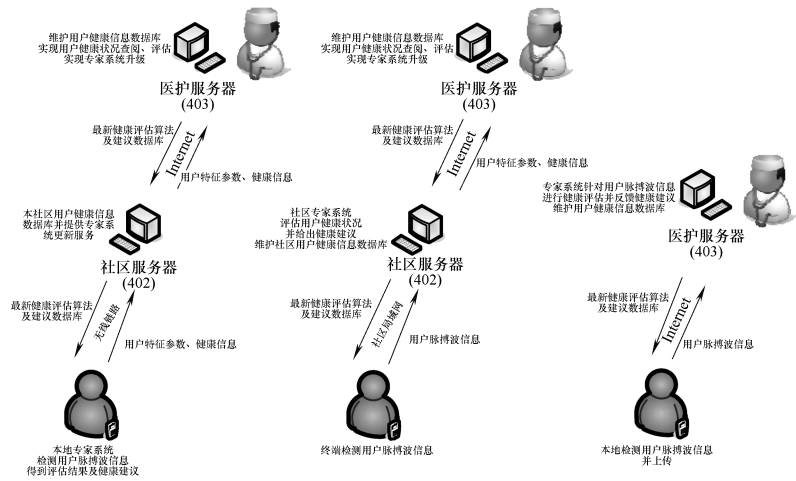 维护用户健康信息数据库
实现用户健康状况查阅、评估
实现专家系统升级
医护服务器
(403)
最新健康评估算法
及建议数据库
Internet
用户特征参数、健康信息
本社区用户健康信息
数据库并提供专家系
统更新服务
社区服务器
(402)
最新健康评估算法
及建议数据库
无线链路
用户特征参数、健康信息
本地专家系统
检测用户脉搏波信息
得到评估结果及健康建议
维护用户健康信息数据库
实现用户健康状况查阅、评估
实现专家系统升级
医护服务器
(403)
最新健康评估算法
及建议数据库
Internet
用户特征参数、健康信息
社区专家系统
评估用户健康状况
并给出健康建议
维护社区用户健康信息数据库
社区服务器
(402)
最新健康评估算法
及建议数据库
社区局域网
用户脉搏波信息
终端检测用户脉搏波信息
专家系统针对用户脉搏波信息
进行健康评估并反馈健康建议
维护用户健康信息数据库
医护服务器
(403)
最新健康评估算法
及建议数据库
Internet
用户脉搏波信息
本地检测用户脉搏波信息
并上传